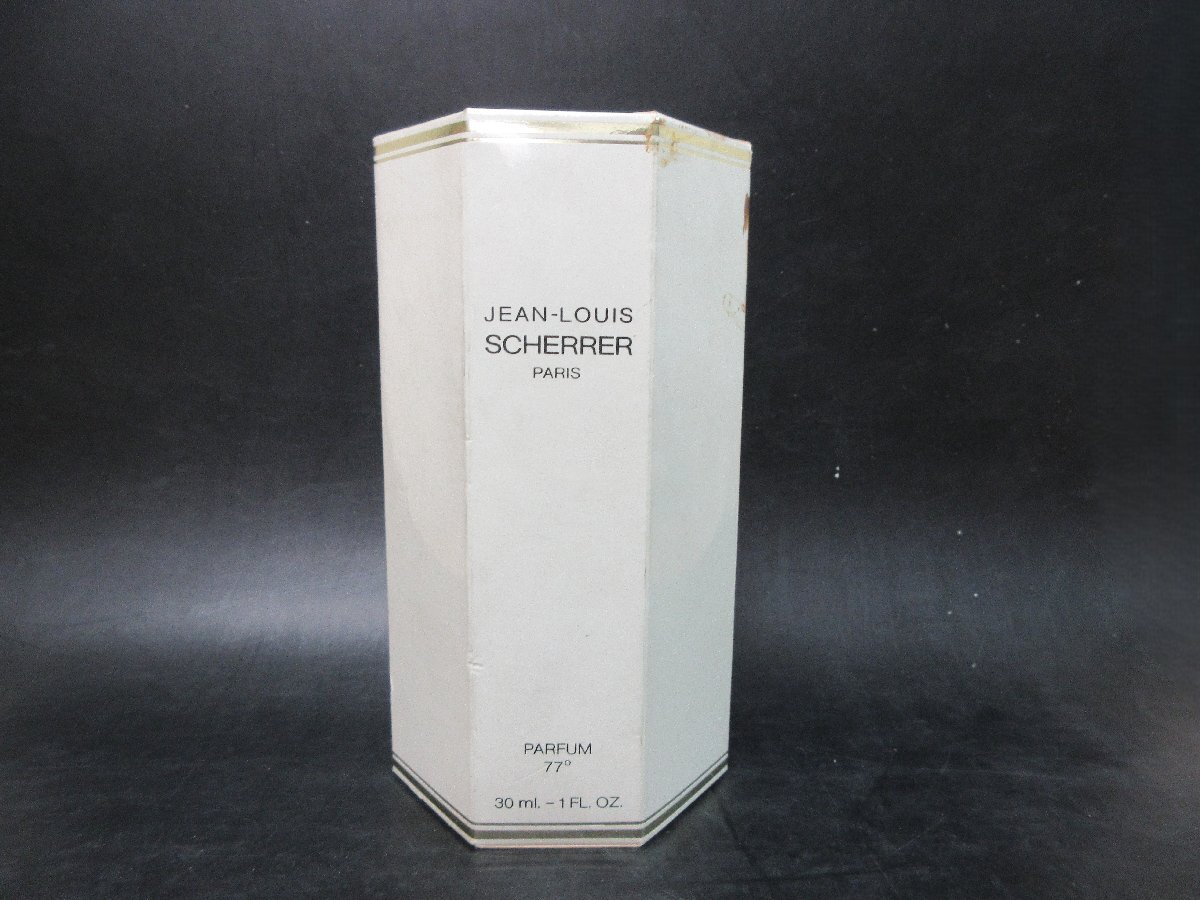 JEAN-LOUIS
SCHERRER
PARIS
PARFUM
77°
30 ml. – 1 FL. OZ.